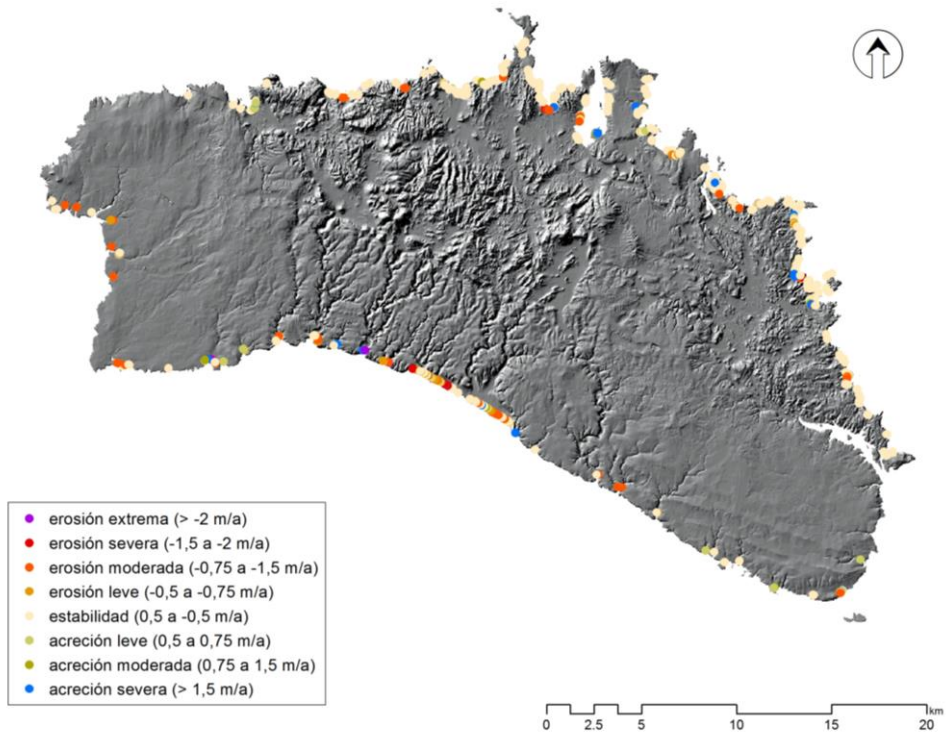 erosión extrema (> -2 m/a)
erosión severa (-1,5 a -2 m/a)
erosión moderada (-0,75 a -1,5 m/a)
erosión leve (-0,5 a -0,75 m/a)
estabilidad (0,5 a -0,5 m/a)
acreción leve (0,5 a 0,75 m/a)
acreción moderada (0,75 a 1,5 m/a)
acreción severa (> 1,5 m/a)
km
0 2.5 5 10 15 20